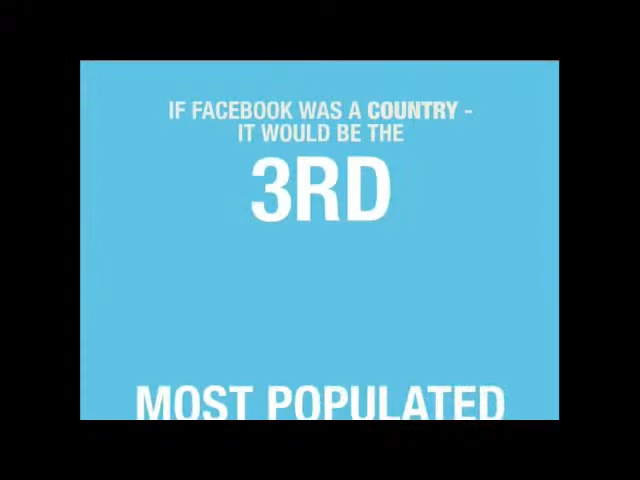 IF FACEBOOK WAS A COUNTRY -
IT WOULD BE THE
3RD
MOST POPULATED